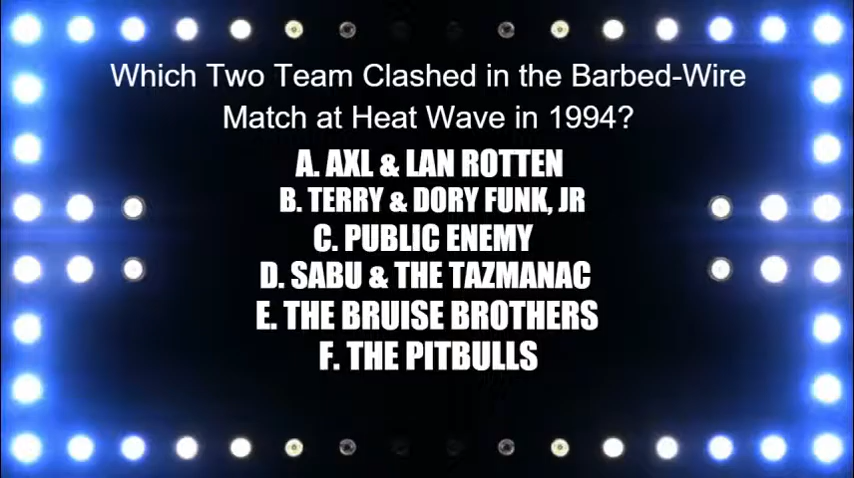 Which Two Team Clashed in the Barbed-Wire
Match at Heat Wave in 1994?
A. AXL & LAN ROTTEN
B. TERRY & DORY FUNK, JR
C. PUBLIC ENEMY
D. SABU & THE TAZMANAC
E. THE BRUISE BROTHERS
F. THE PITBULLS